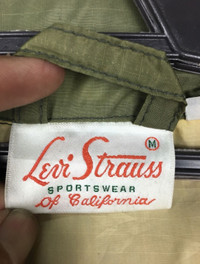 Levi Strauss M
SPORTSWEAR
of California